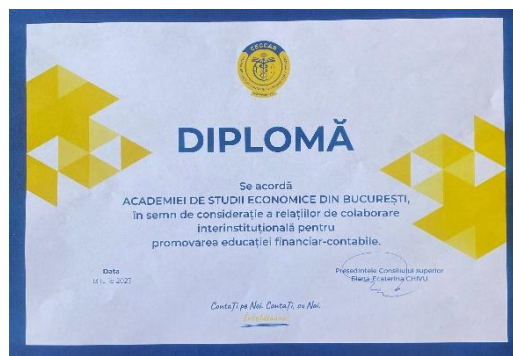 CECCAR
DIPLOMĂ
Se acordă
ACADEMIEI DE STUDII ECONOMICE DIN BUCUREȘTI,
în semn de considerație a relațiilor de colaborare
interinstituțională pentru
promovarea educației financiar-contabile.
Data
2021
Președintele Consiliului superior
Elena-Ecaterina CHIVU
Contați pe Noi. Contați, cu Noi.